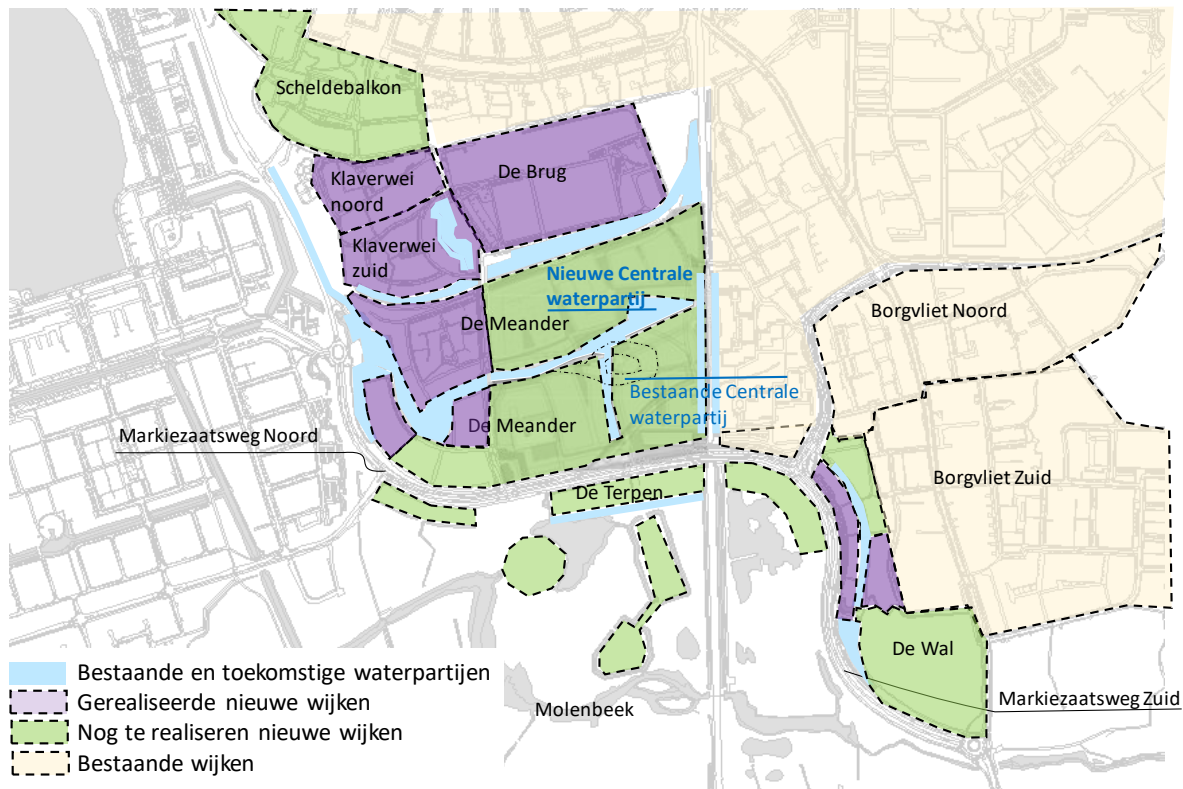 Scheldebalkon
Klaverwei
noord
De Brug
Klaverwei
zuid
Nieuwe Centrale
waterpartij
De Meander
Borgvliet Noord
Bestaande Centrale
waterpartij
De Meander
Markiezaatsweg Noord
Borgvliet Zuid
De Terpen
De Wal
Markiezaatsweg Zuid
Molenbeek
Bestaande en toekomstige waterpartijen
Gerealiseerde nieuwe wijken
Nog te realiseren nieuwe wijken
Bestaande wijken